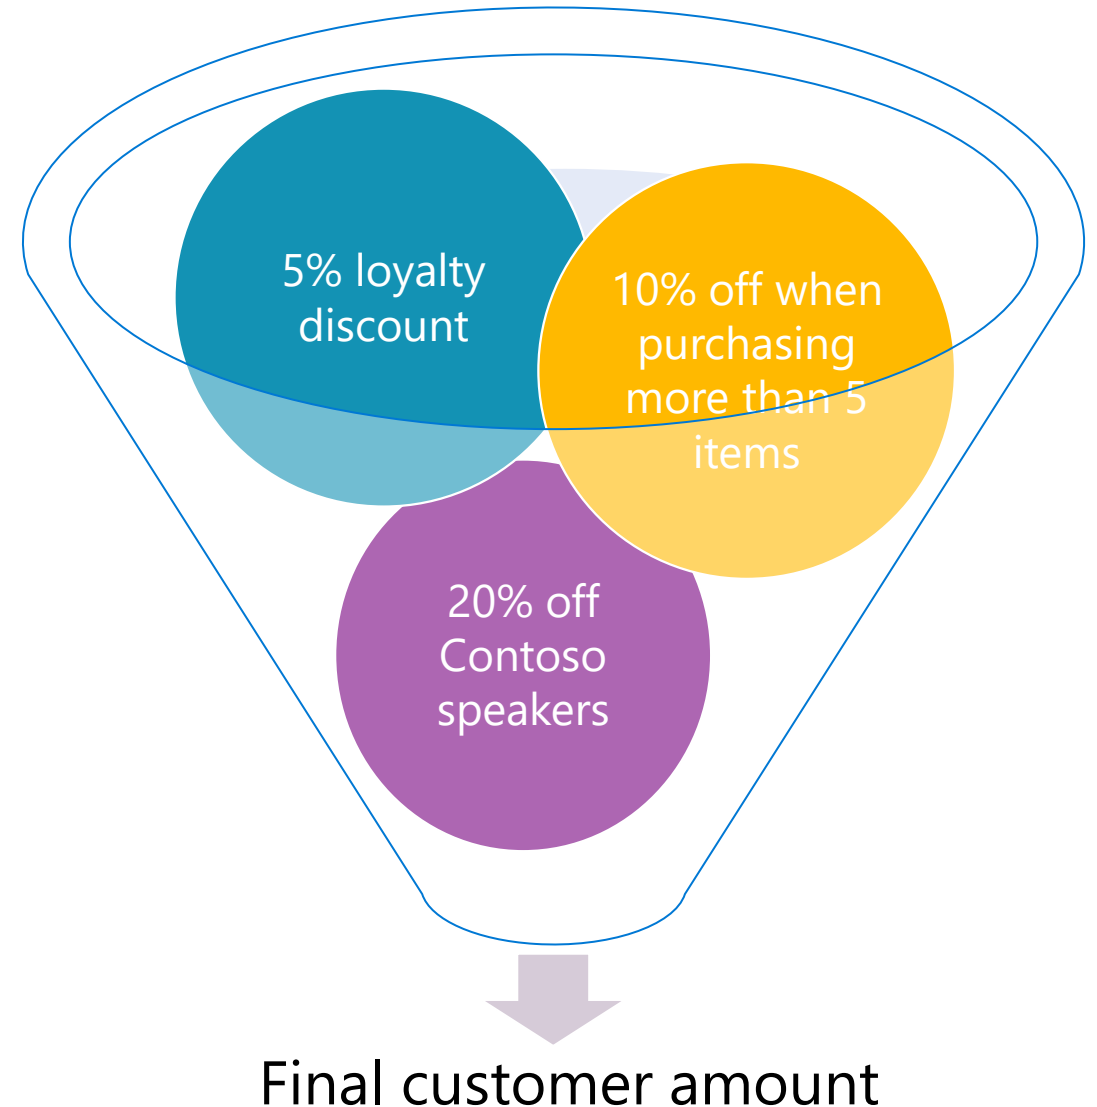 5% loyalty
discount
10% off when
purchasing
more than 5
items
20% off
Contoso
speakers
Final customer amount